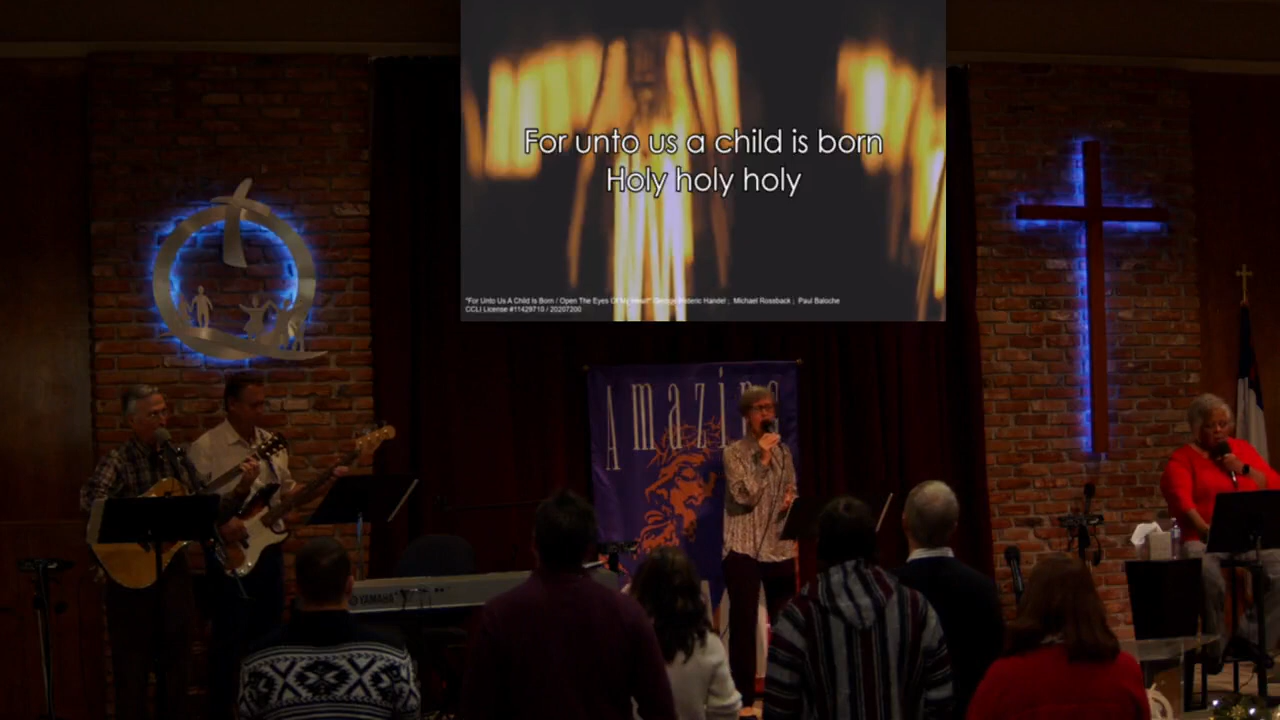 For unto us a child is born
Holy holy holy
"For Unto Us A Child Is Born / Open The Eyes Of My Heart" George Frideric Handel ; Michael Rossback ; Paul Baloche
CCLI License #11429710 / 20207200
Amazing
YAMAHA